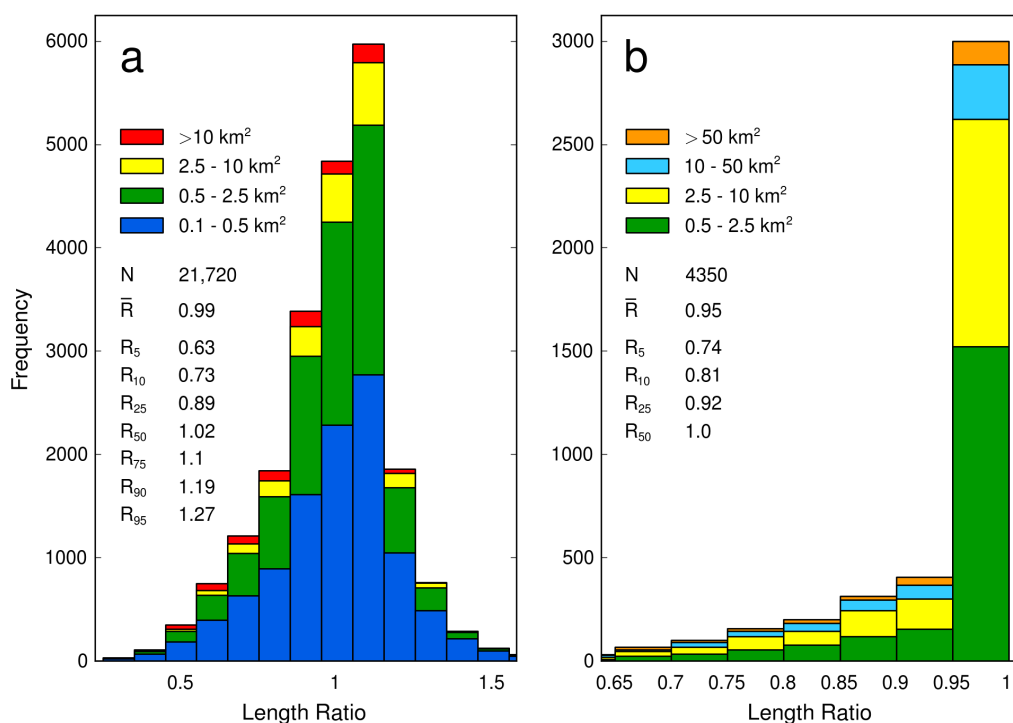 a
6000
5000
4000
3000
2000
1000
0
Frequency
>10 km²
2.5 - 10 km²
0.5 - 2.5 km²
0.1 - 0.5 km²
N 21,720
R̅ 0.99
R₅ 0.63
R₁₀ 0.73
R₂₅ 0.89
R₅₀ 1.02
R₇₅ 1.1
R₉₀ 1.19
R₉₅ 1.27
0.5 1 1.5
Length Ratio
b
3000
2500
2000
1500
1000
500
0
>50 km²
10 - 50 km²
2.5 - 10 km²
0.5 - 2.5 km²
N 4350
R̅ 0.95
R₅ 0.74
R₁₀ 0.81
R₂₅ 0.92
R₅₀ 1.0
0.65 0.7 0.75 0.8 0.85 0.9 0.95 1
Length Ratio